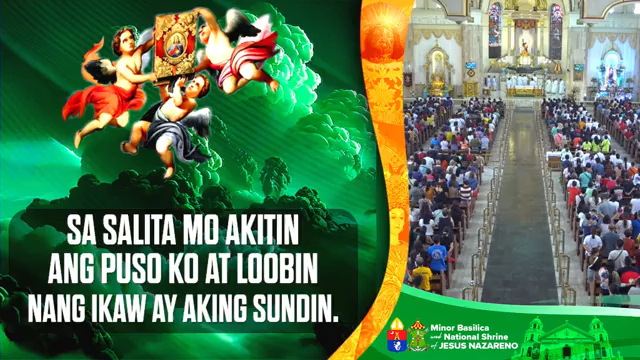 SA SALITA MO AKITIN
ANG PUSO KO AT LOOBIN
NANG IKAW AY AKING SUNDIN.
Minor Basilica
and National Shrine
of JESUS NAZARENO